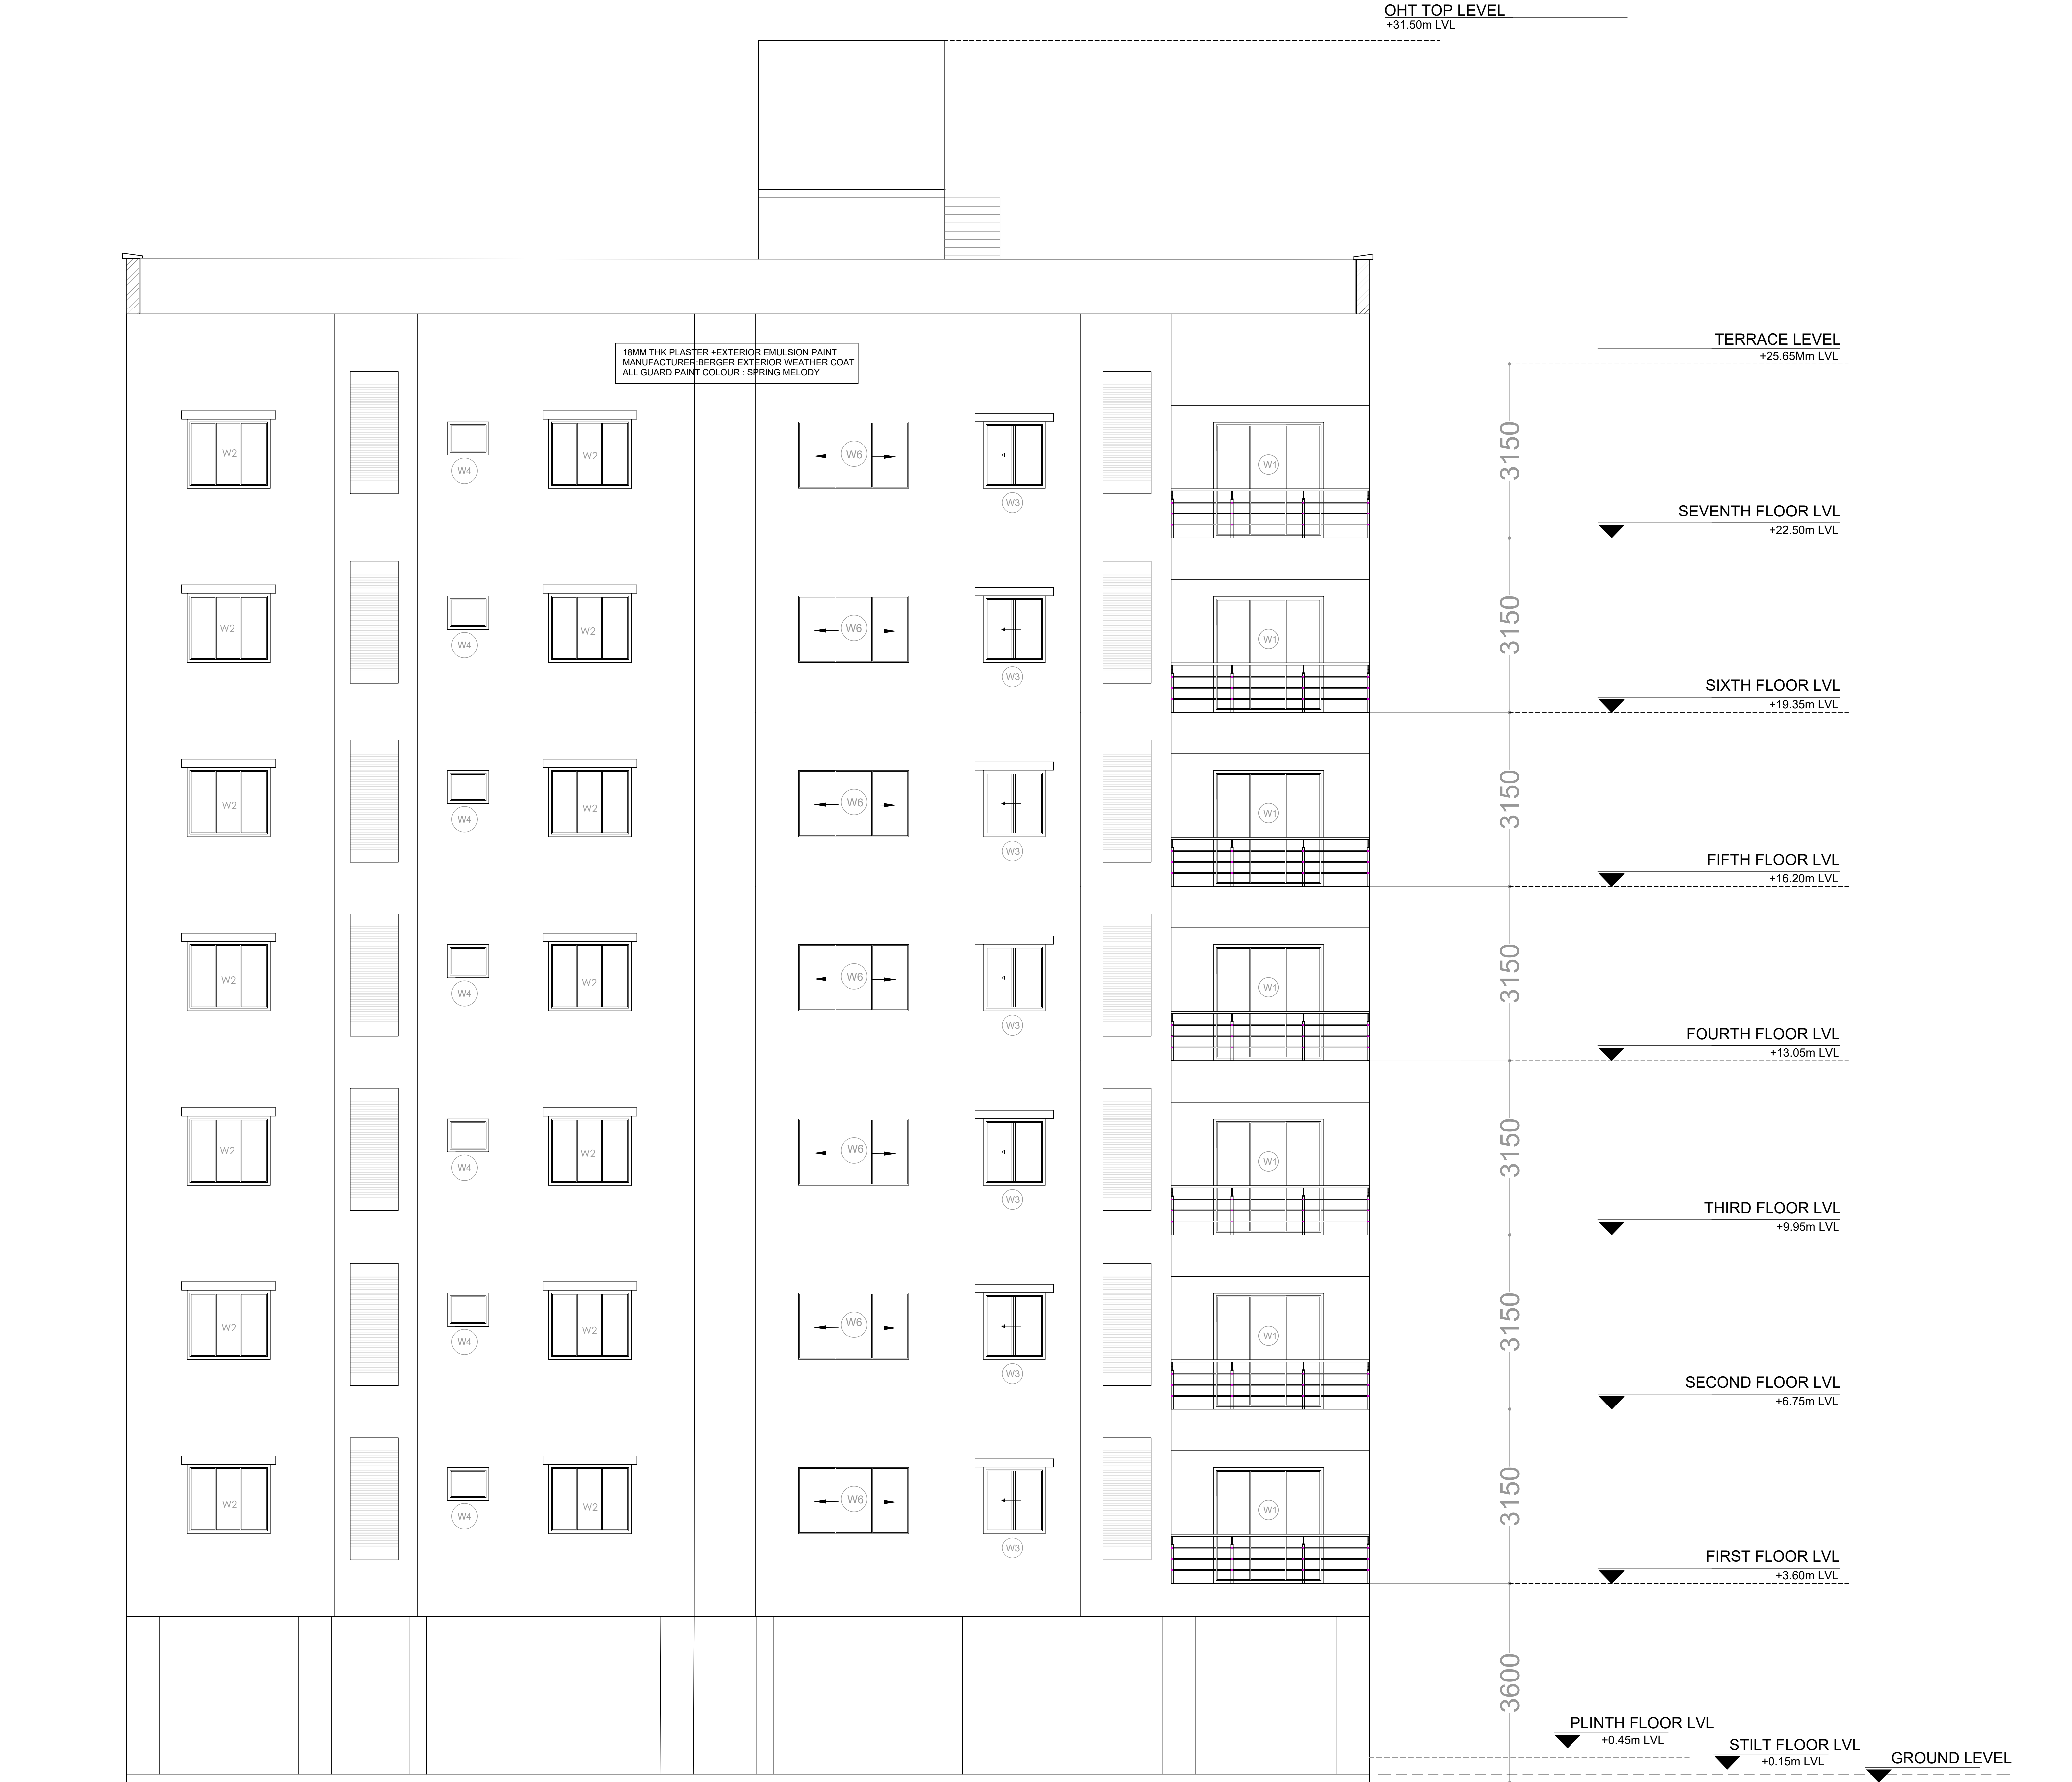 OHT TOP LEVEL
+31.50m LVL
TERRACE LEVEL
+25.65Mm LVL
18MM THK PLASTER +EXTERIOR EMULSION PAINT
MANUFACTURER:BERGER EXTERIOR WEATHER COAT
ALL GUARD PAINT COLOUR : SPRING MELODY
W2
W4
W2
W6
W3
W1
3150
SEVENTH FLOOR LVL
+22.50m LVL
W2
W4
W2
W6
W3
W1
3150
SIXTH FLOOR LVL
+19.35m LVL
W2
W4
W2
W6
W3
W1
3150
FIFTH FLOOR LVL
+16.20m LVL
W2
W4
W2
W6
W3
W1
3150
FOURTH FLOOR LVL
+13.05m LVL
W2
W4
W2
W6
W3
W1
3150
THIRD FLOOR LVL
+9.95m LVL
W2
W4
W2
W6
W3
W1
3150
SECOND FLOOR LVL
+6.75m LVL
W2
W4
W2
W6
W3
W1
3150
FIRST FLOOR LVL
+3.60m LVL
3600
PLINTH FLOOR LVL
+0.45m LVL
STILT FLOOR LVL
+0.15m LVL
GROUND LEVEL